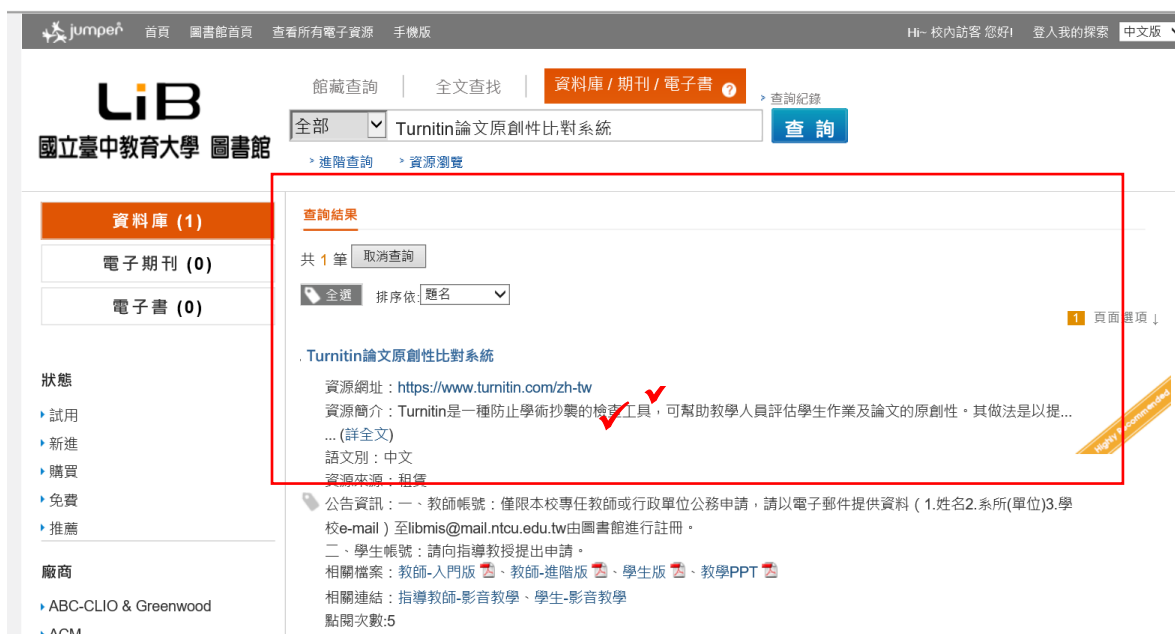 jumper 首頁 圖書館首頁 查看所有電子資源 手機版 Hi~ 校內訪客 您好! 登入我的探索 中文版
LiB
國立臺中教育大學 圖書館
館藏查詢 全文查找 資料庫 / 期刊 / 電子書 ?
查詢紀錄
全部 Turnitin論文原創性比對系統 查 詢
進階查詢 資源瀏覽
資料庫 (1)
電子期刊 (0)
電子書 (0)
查詢結果
共 1 筆 取消查詢
全選 排序依: 題名
1 頁面選項↓
. Turnitin論文原創性比對系統
資源網址：https://www.turnitin.com/zh-tw
資源簡介：Turnitin是一種防止學術抄襲的檢查工具，可幫助教學人員評估學生作業及論文的原創性。其做法是以提...
... (詳全文)
Highly Recommended
語文別：中文
資源來源：租賃
公告資訊：一、教師帳號：僅限本校專任教師或行政單位公務申請，請以電子郵件提供資料（1.姓名2.系所(單位)3.學
校e-mail）至libmis@mail.ntcu.edu.tw由圖書館進行註冊。
二、學生帳號：請向指導教授提出申請。
相關檔案：教師-入門版、教師-進階版、學生版、教學PPT
相關連結：指導教師-影音教學、學生-影音教學
點閱次數:5
狀態
試用
新進
購買
免費
推薦
廠商
ABC-CLIO & Greenwood
ACM